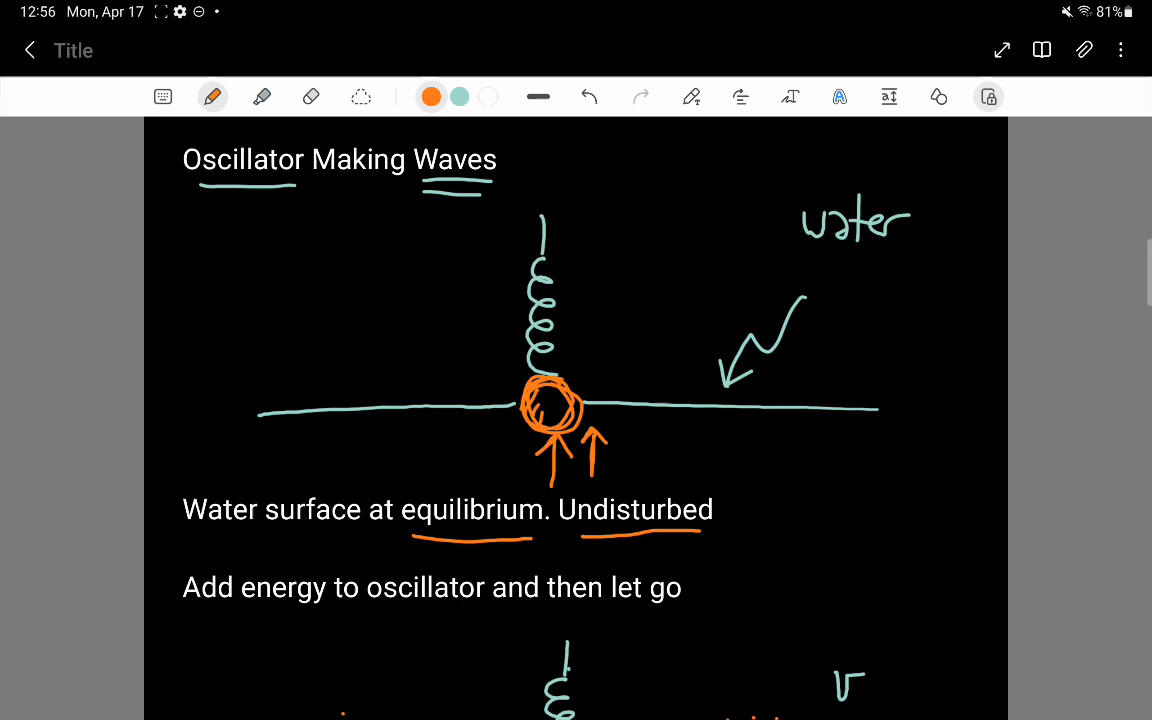 12:56 Mon, Apr 17
81%
Title
Oscillator Making Waves
water
Water surface at equilibrium. Undisturbed
Add energy to oscillator and then let go
v